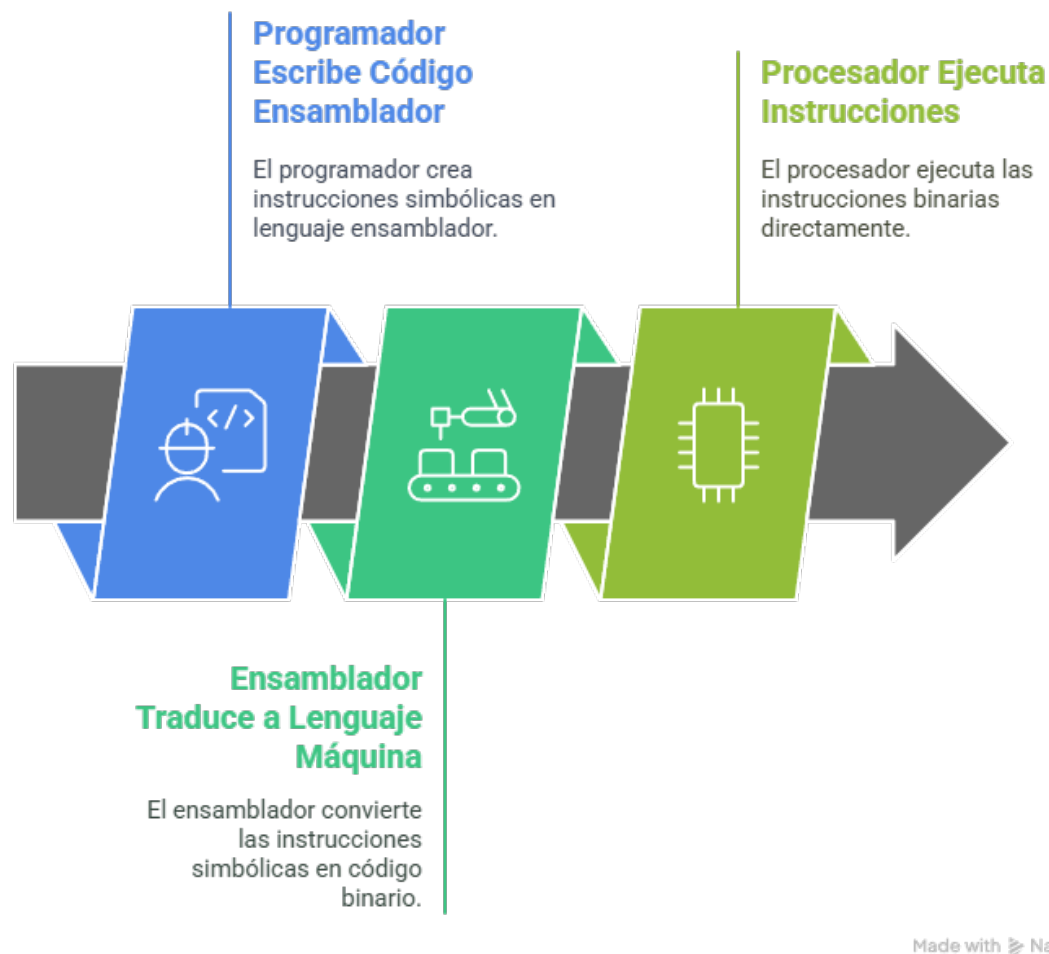 Programador
Escribe Código
Ensamblador
El programador crea
instrucciones simbólicas en
lenguaje ensamblador.
Procesador Ejecuta
Instrucciones
El procesador ejecuta las
instrucciones binarias
directamente.
</>
Ensamblador
Traduce a Lenguaje
Máquina
El ensamblador convierte
las instrucciones
simbólicas en código
binario.
Made with Na